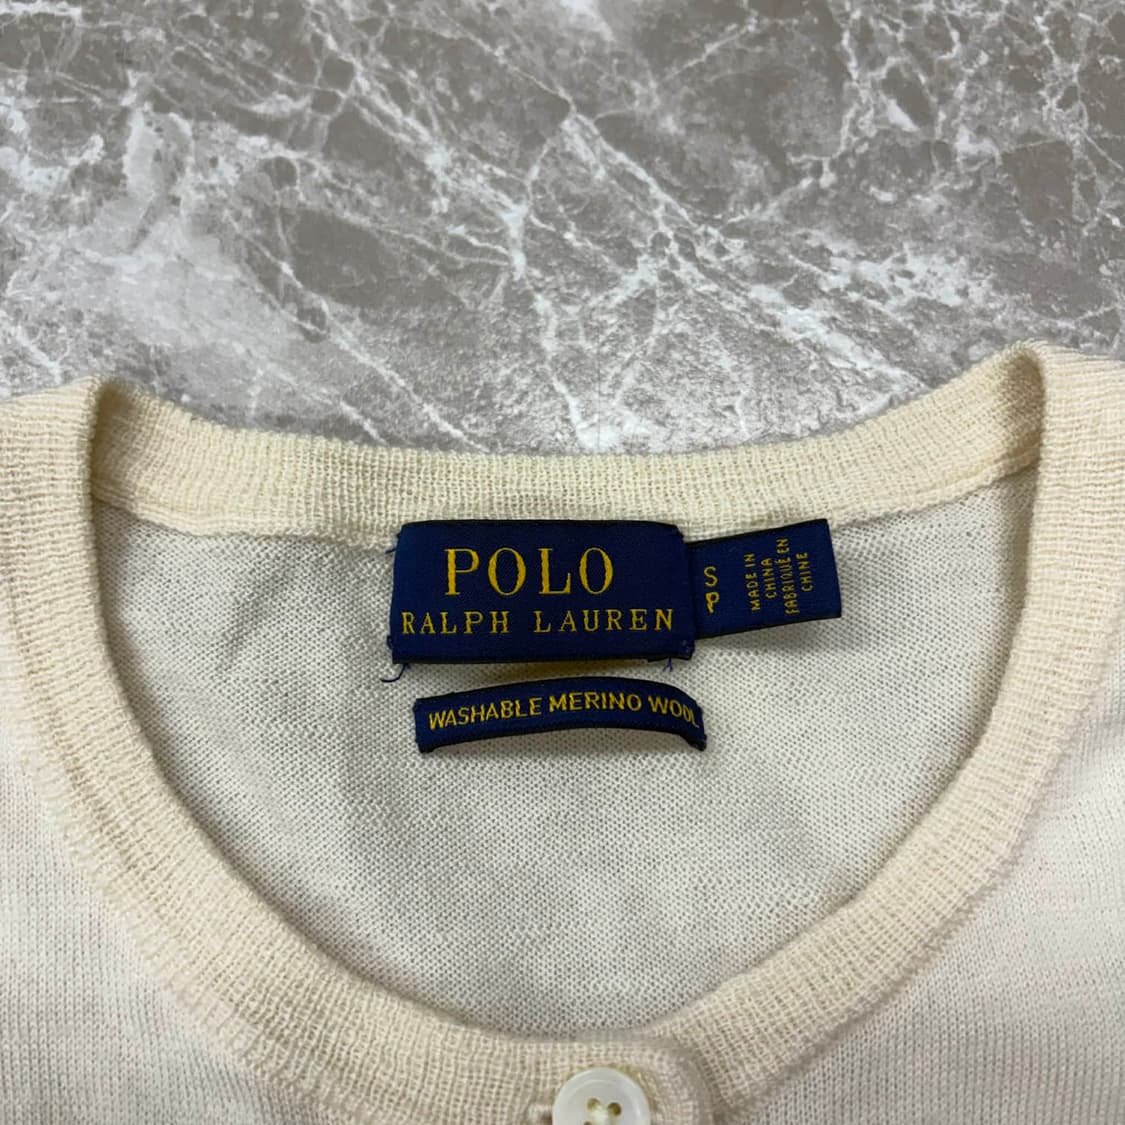 POLO
RALPH LAUREN
S
P
MADE IN
CHINA
FABRIQUÉ EN
CHINE
WASHABLE MERINO WOOL